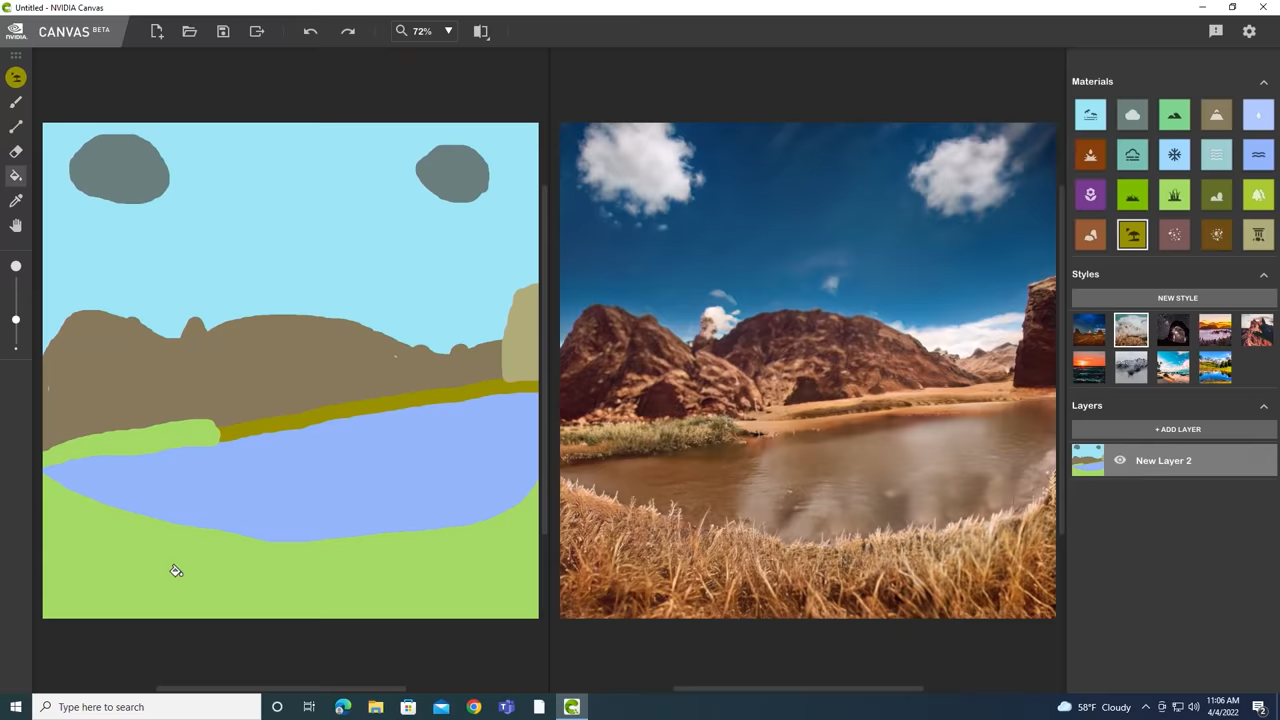 Untitled - NVIDIA Canvas
NVIDIA
CANVAS BETA
72%
Materials
Styles
NEW STYLE
Layers
+ ADD LAYER
New Layer 2
Type here to search
58°F Cloudy
11:06 AM
4/4/2022
2